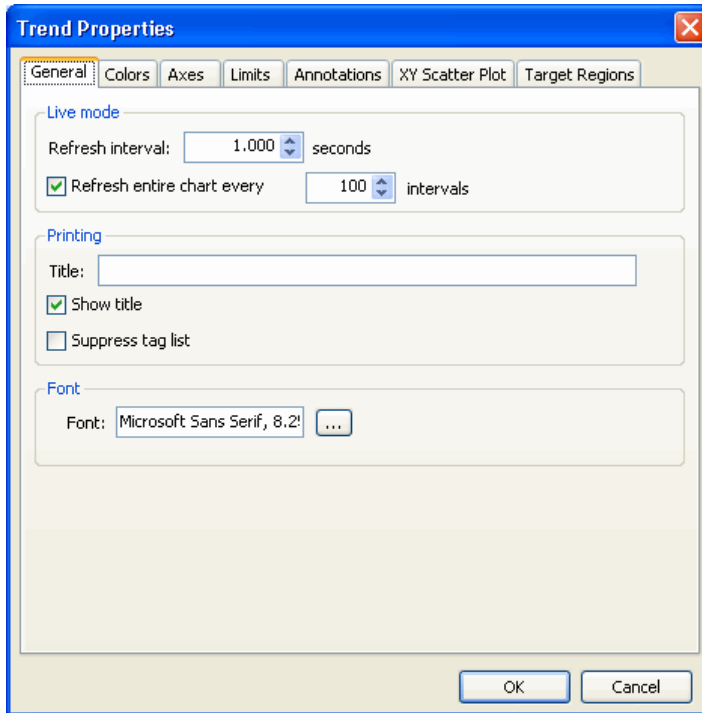 Trend Properties
General Colors Axes Limits Annotations XY Scatter Plot Target Regions
Live mode
Refresh interval: 1.000 seconds
Refresh entire chart every 100 intervals
Printing
Title:
Show title
Suppress tag list
Font
Font: Microsoft Sans Serif, 8.2 ...
OK Cancel